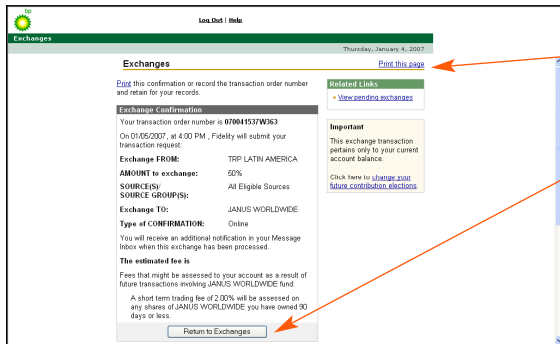 bp
Log Out | Help
Exchanges
Thursday, January 4, 2007
Exchanges
Print this page
Print this confirmation or record the transaction order number
and retain for your records.
Exchange Confirmation
Your transaction order number is 070041537W363
On 01/05/2007, at 4:00 PM , Fidelity will submit your
transaction request:
Exchange FROM: TRP LATIN AMERICA
AMOUNT to exchange: 50%
SOURCE(S)/ All Eligible Sources
SOURCE GROUP(S):
Exchange TO: JANUS WORLDWIDE
Type of CONFIRMATION: Online
You will receive an additional notification in your Message
Inbox when this exchange has been processed.
The estimated fee is
Fees that might be assessed to your account as a result of
future transactions involving JANUS WORLDWIDE fund:
A short term trading fee of 2.00% will be assessed on
any shares of JANUS WORLDWIDE you have owned 90
days or less.
Return to Exchanges
Related Links
View pending exchanges
Important
This exchange transaction
pertains only to your current
account balance.
Click here to change your
future contribution elections.